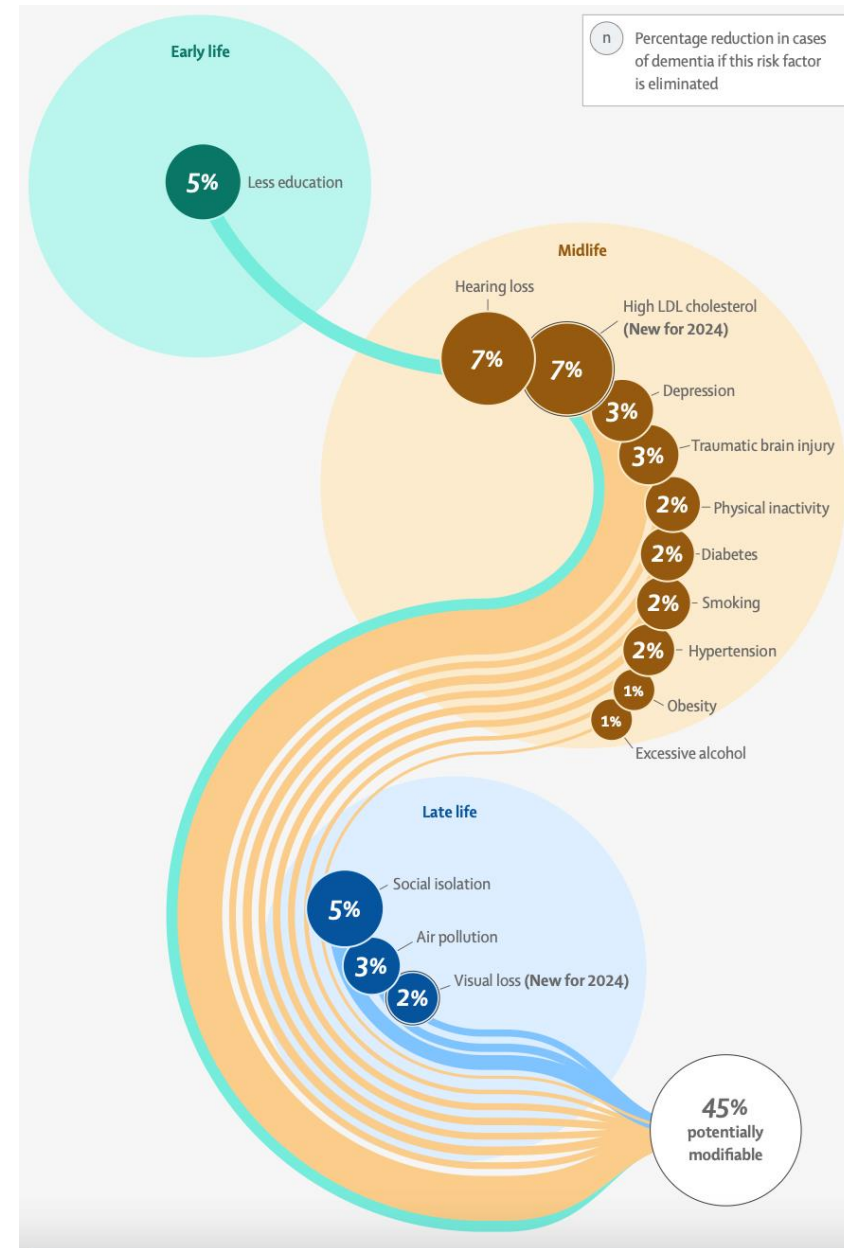 Early life
n
Percentage reduction in cases
of dementia if this risk factor
is eliminated
5%
Less education
Midlife
Hearing loss
High LDL cholesterol
(New for 2024)
7%
7%
Depression
3%
Traumatic brain injury
3%
Physical inactivity
2%
Diabetes
2%
Smoking
2%
Hypertension
2%
Obesity
1%
Excessive alcohol
1%
Late life
Social isolation
5%
Air pollution
3%
Visual loss (New for 2024)
2%
45%
potentially
modifiable